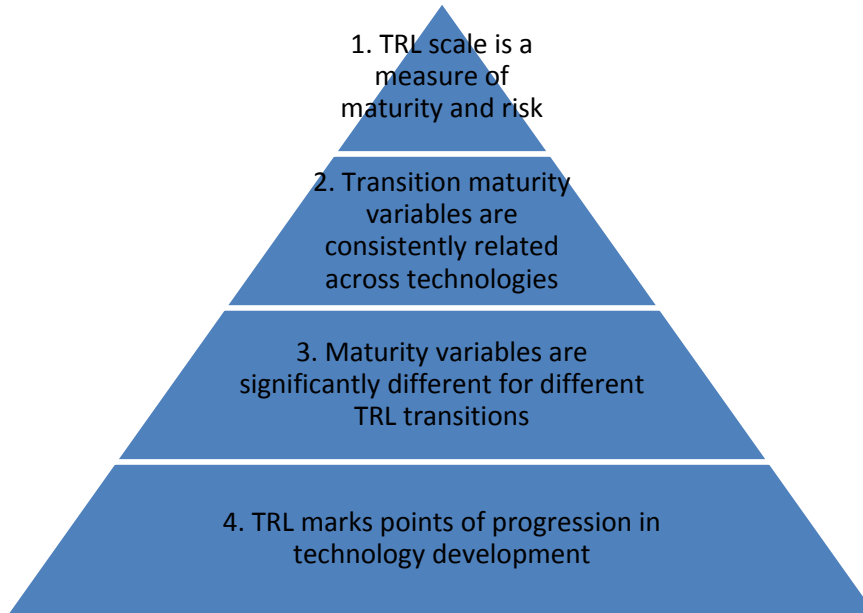 1. TRL scale is a
measure of
maturity and risk
2. Transition maturity
variables are
consistently related
across technologies
3. Maturity variables are
significantly different for different
TRL transitions
4. TRL marks points of progression in
technology development